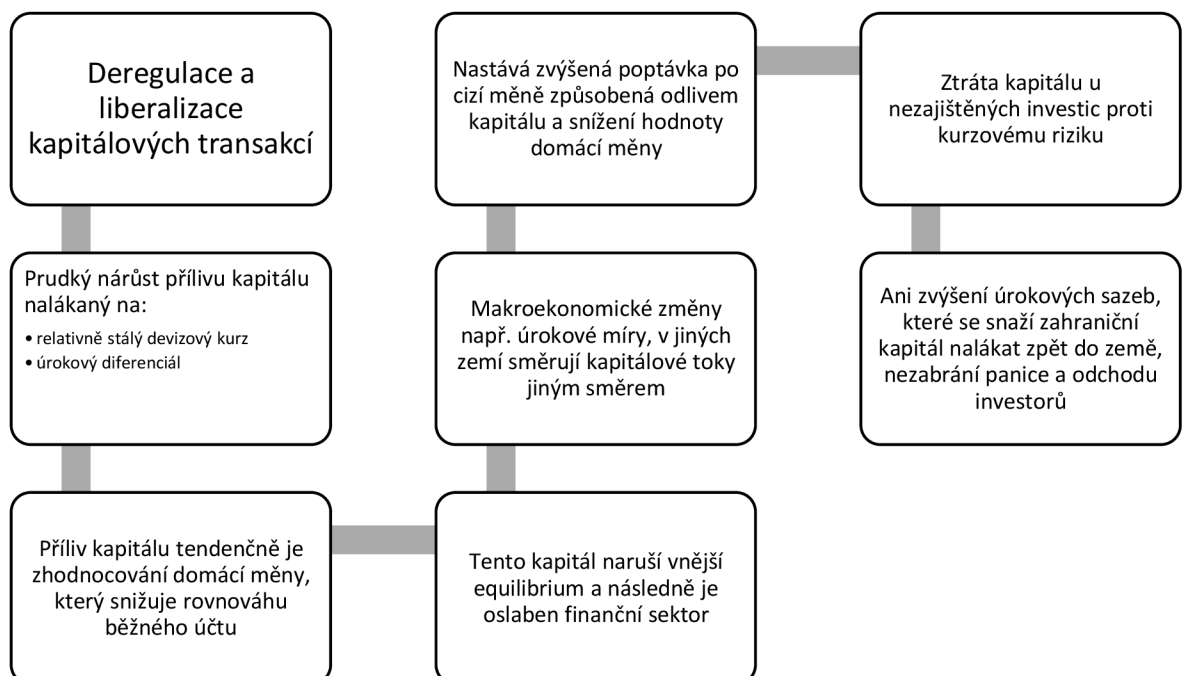 Deregulace a
liberalizace
kapitálových transakcí
Prudký nárůst přílivu kapitálu
nalákaný na:
• relativně stálý devizový kurz
• úrokový diferenciál
Příliv kapitálu tendenčně je
zhodnocování domácí měny,
který snižuje rovnováhu
běžného účtu
Tento kapitál naruší vnější
equilibrium a následně je
oslaben finanční sektor
Makroekonomické změny
např. úrokové míry, v jiných
zemí směrují kapitálové toky
jiným směrem
Nastává zvýšená poptávka po
cizí měně způsobená odlivem
kapitálu a snížení hodnoty
domácí měny
Ztráta kapitálu u
nezajištěných investic proti
kurzovému riziku
Ani zvýšení úrokových sazeb,
které se snaží zahraniční
kapitál nalákat zpět do země,
nezabrání panice a odchodu
investorů